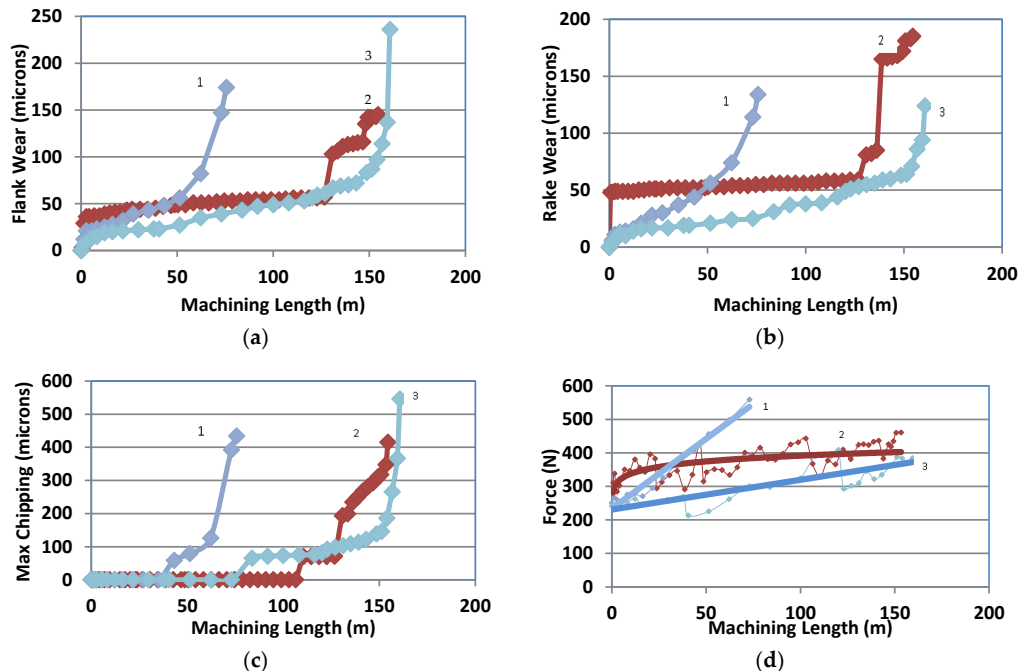 250
200
150
100
50
0
Flank Wear (microns)
1
2
3
0 50 100 150 200
Machining Length (m)
(a)
200
150
100
50
0
Rake Wear (microns)
1
2
3
0 50 100 150 200
Machining Length (m)
(b)
600
500
400
300
200
100
0
Max Chipping (microns)
1
2
3
0 50 100 150 200
Machining Length (m)
(c)
600
500
400
300
200
100
0
Force (N)
1
2
3
0 50 100 150 200
Machining Length (m)
(d)